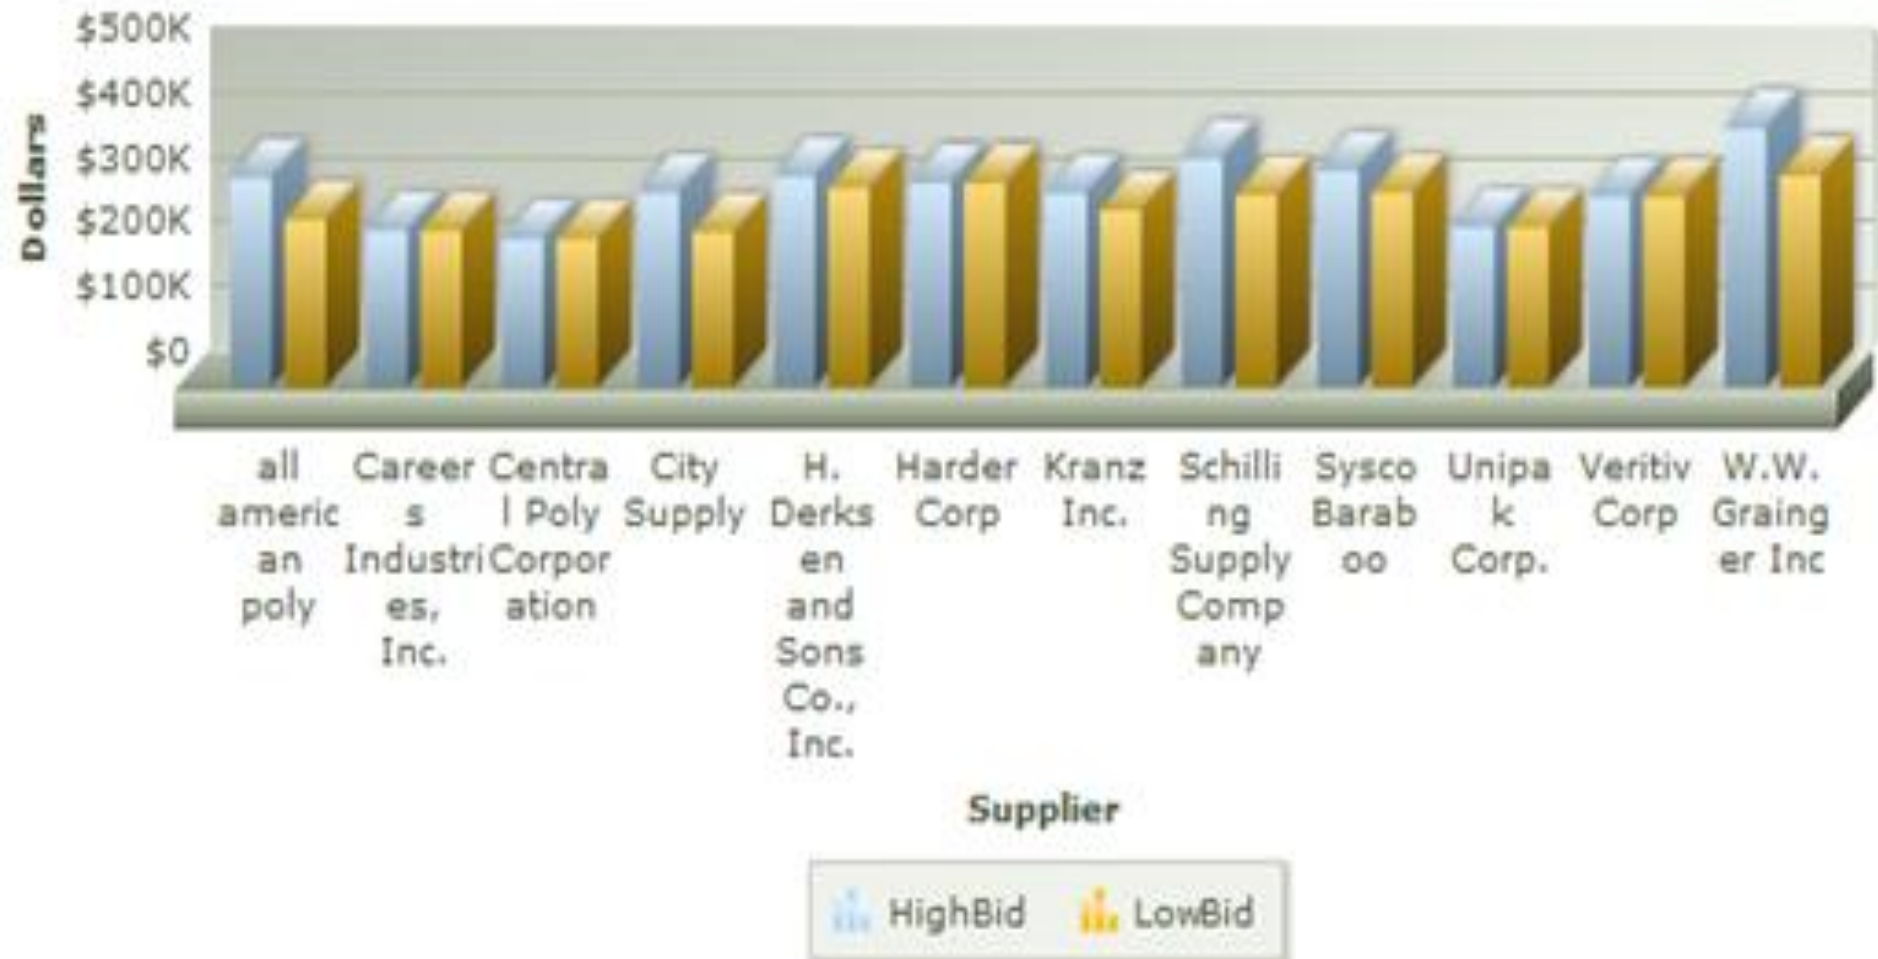 $500K
$400K
$300K
$200K
$100K
$0
Dollars
all
americ
an
poly
Career
s
Industri
es,
Inc.
Centra
l Poly
Corpor
ation
City
Supply
H.
Derks
en
and
Sons
Co.,
Inc.
Harder
Corp
Kranz
Inc.
Schilli
ng
Supply
Comp
any
Sysco
Barab
oo
Unipa
k
Corp.
Veritiv
Corp
W.W.
Graing
er Inc
Supplier
HighBid
LowBid